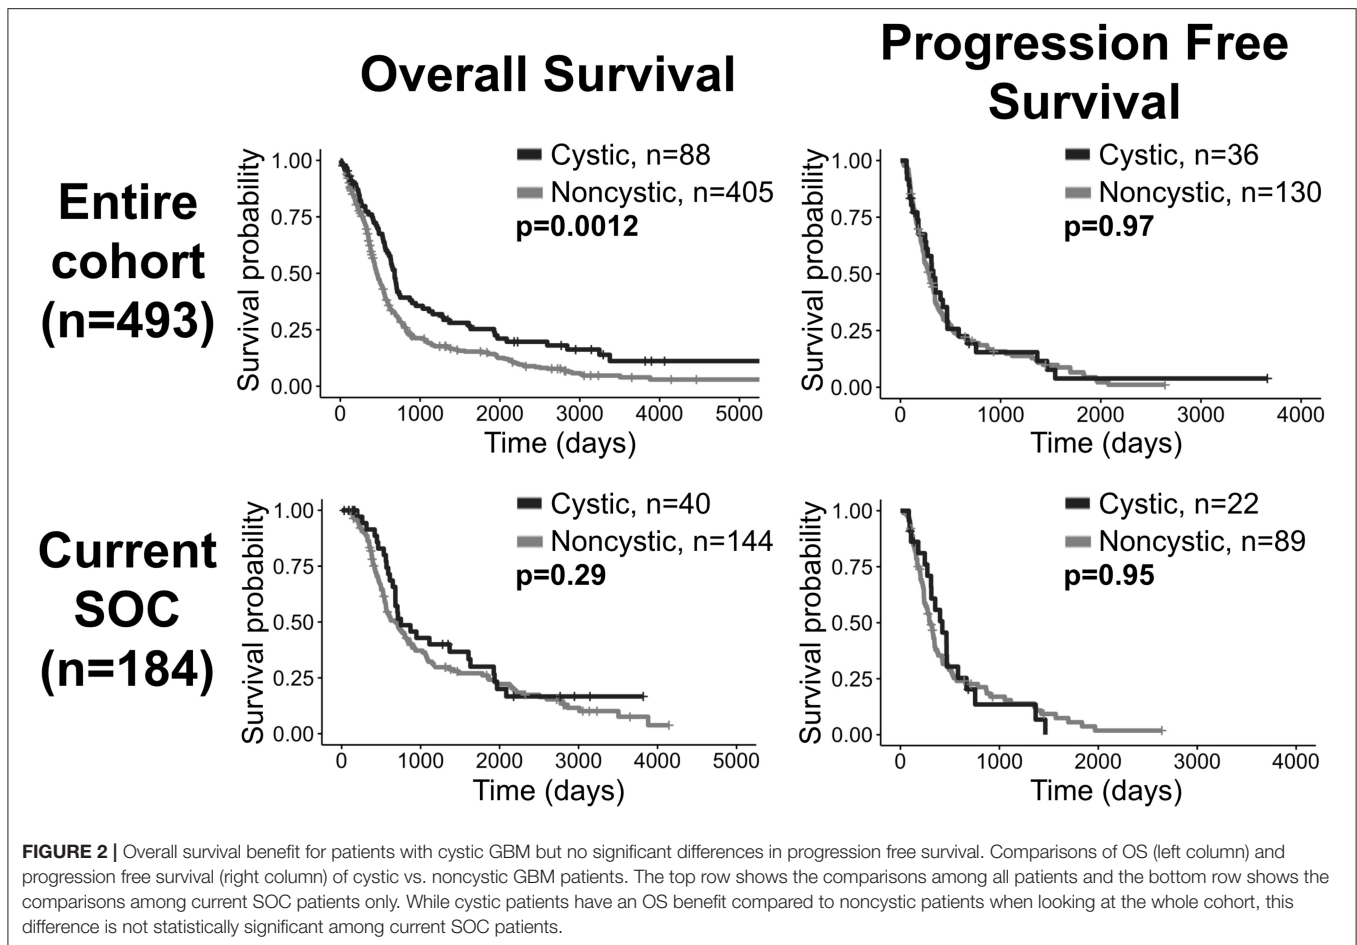 Overall Survival
Progression Free
Survival
Entire
cohort
(n=493)
Survival probability
1.00
0.75
0.50
0.25
0.00
Cystic, n=88
Noncystic, n=405
p=0.0012
0 1000 2000 3000 4000 5000
Time (days)
Survival probability
1.00
0.75
0.50
0.25
0.00
Cystic, n=36
Noncystic, n=130
p=0.97
0 1000 2000 3000 4000
Time (days)
Current
SOC
(n=184)
Survival probability
1.00
0.75
0.50
0.25
0.00
Cystic, n=40
Noncystic, n=144
p=0.29
0 1000 2000 3000 4000 5000
Time (days)
Survival probability
1.00
0.75
0.50
0.25
0.00
Cystic, n=22
Noncystic, n=89
p=0.95
0 1000 2000 3000 4000
Time (days)
FIGURE 2 | Overall survival benefit for patients with cystic GBM but no significant differences in progression free survival. Comparisons of OS (left column) and
progression free survival (right column) of cystic vs. noncystic GBM patients. The top row shows the comparisons among all patients and the bottom row shows the
comparisons among current SOC patients only. While cystic patients have an OS benefit compared to noncystic patients when looking at the whole cohort, this
difference is not statistically significant among current SOC patients.